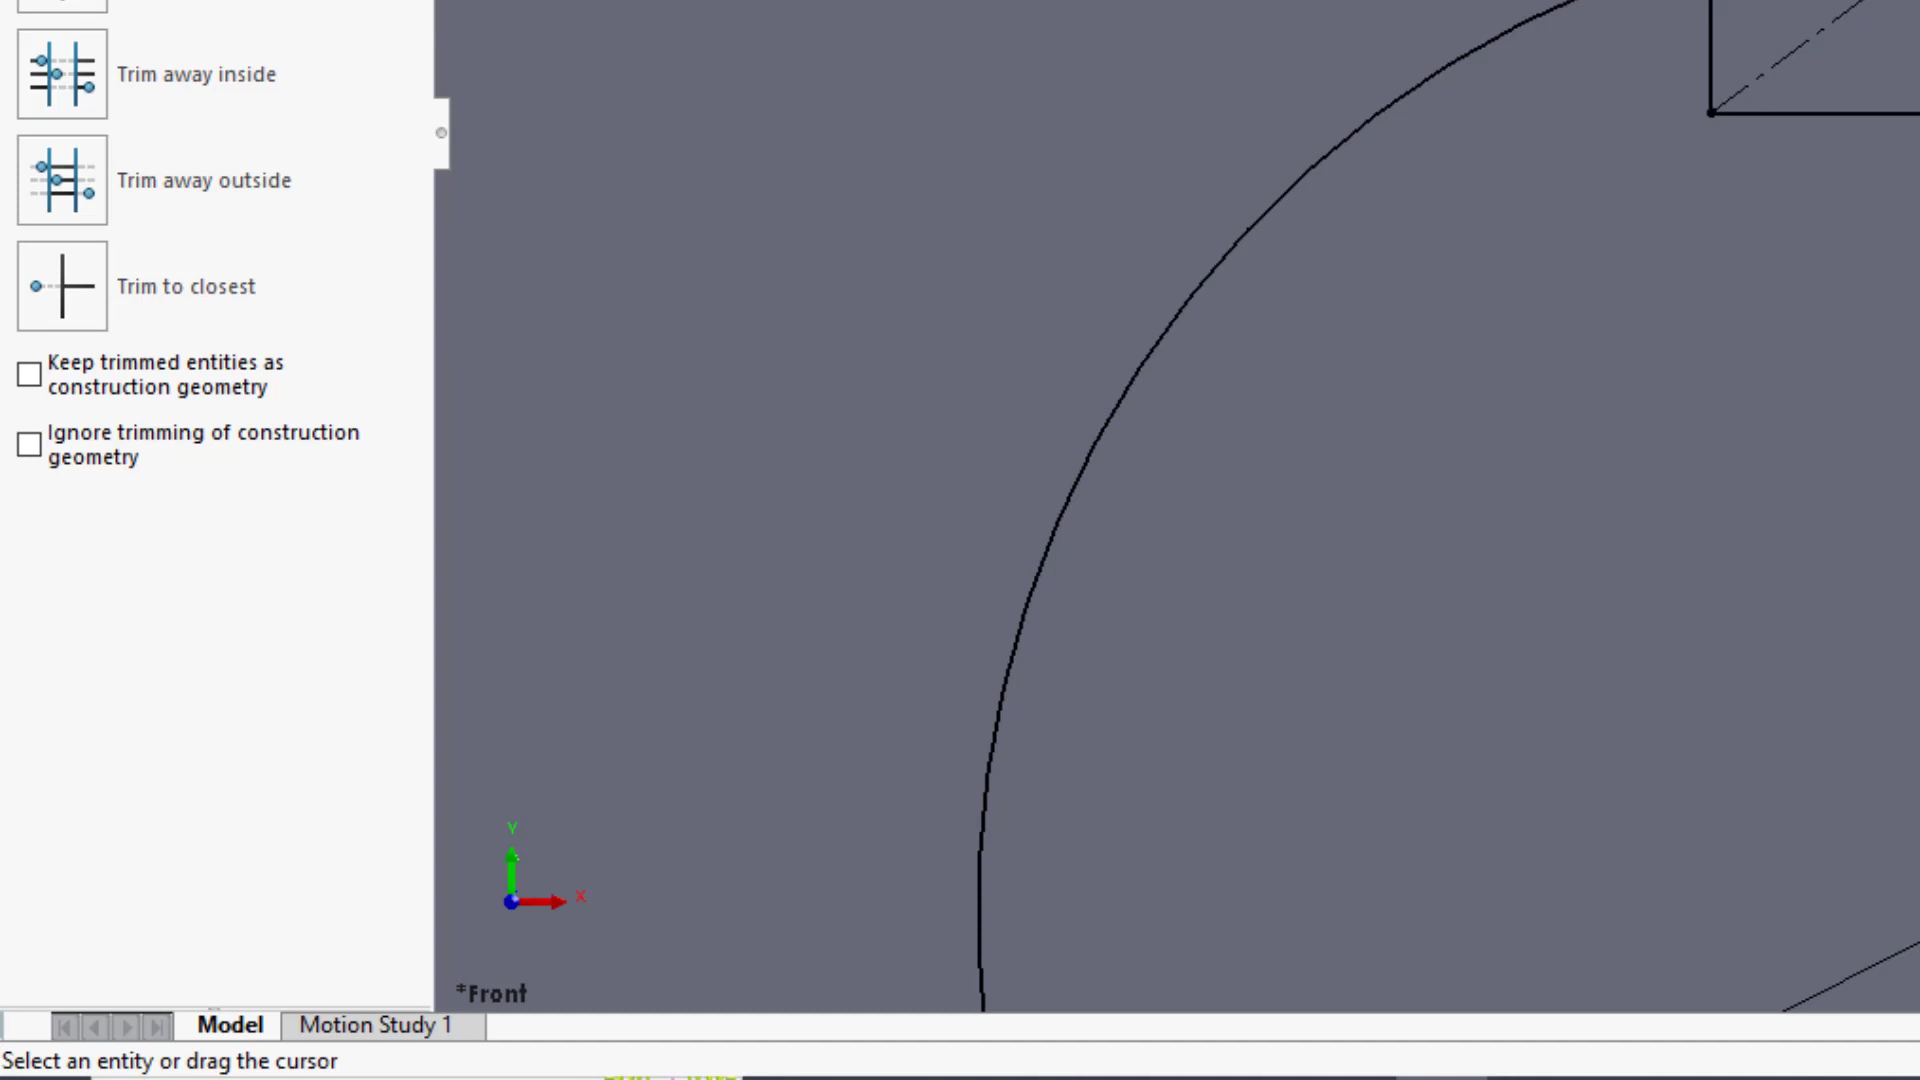 Trim away inside
Trim away outside
Trim to closest
Keep trimmed entities as
construction geometry
Ignore trimming of construction
geometry
Y
X
*Front
Model
Motion Study 1
Select an entity or drag the cursor